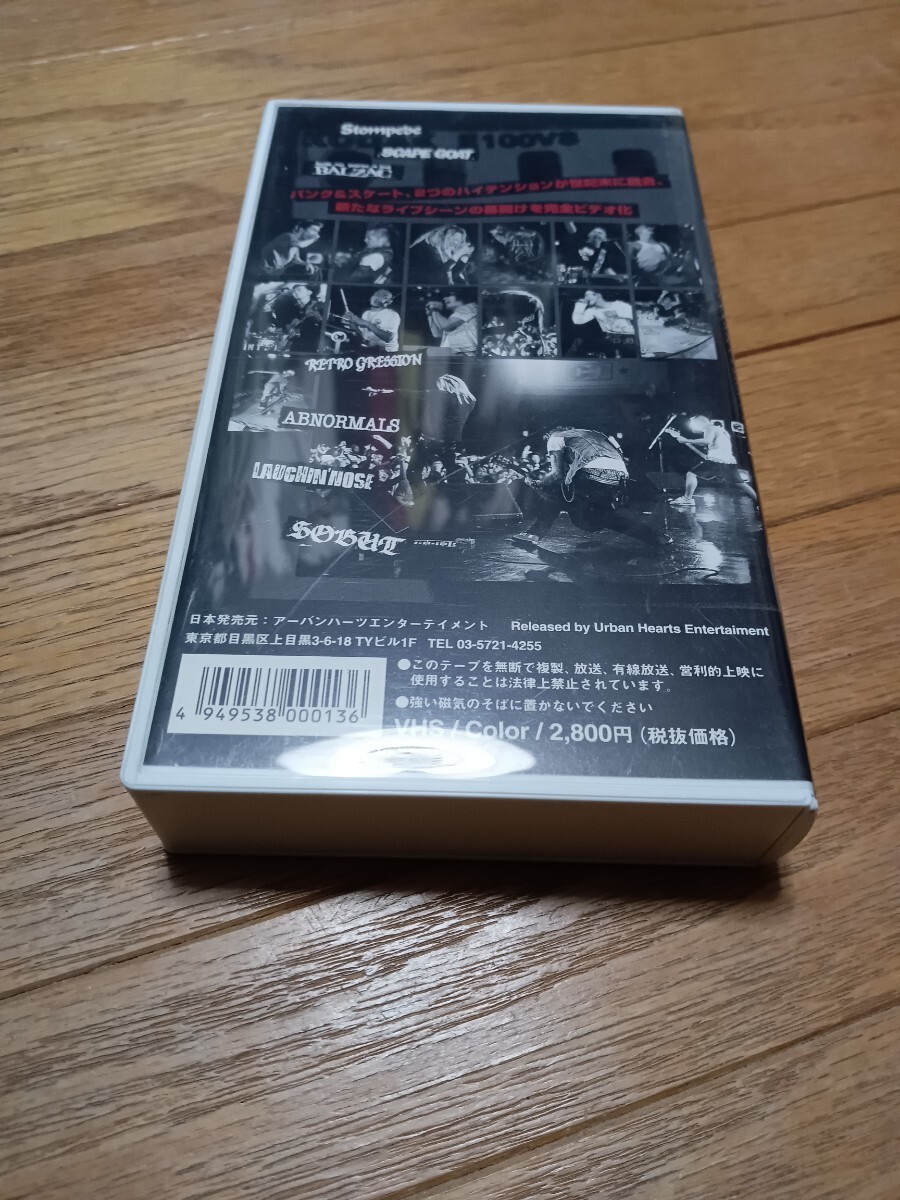 Stompede
SCAPE GOAT
BALZAC
パンク&スケート、2つのハイテンションが世紀末に融合。
新たなライブシーンの幕開けを完全ビデオ化
RETRO GRESSION
ABNORMALS
LAUGHIN'NOSE
SOBUT
日本発売元:アーバンハーツエンターテイメント Released by Urban Hearts Entertaiment
東京都目黒区上目黒3-6-18 TYビル1F TEL 03-5721-4255
●このテープを無断で複製、放送、有線放送、営利的上映に
使用することは法律上禁止されています。
●強い磁気のそばに置かないでください
4 949538 000136
VHS / Color / 2,800円 (税抜価格)